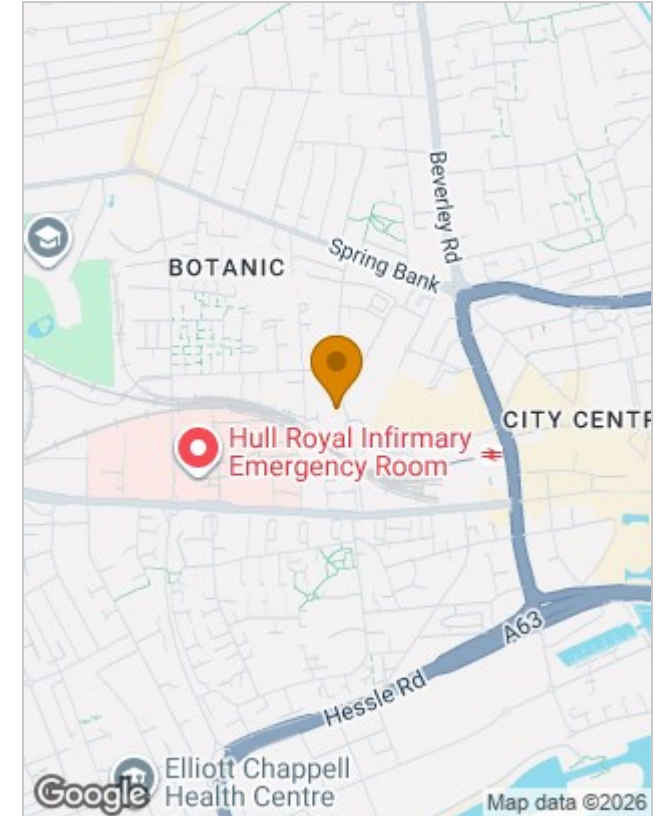 Beverley Rd
Spring Bank
BOTANIC
CITY CENTR
Hull Royal Infirmary
Emergency Room
A63
Hessle Rd
Elliott Chappell
Health Centre
Google
Map data ©2026